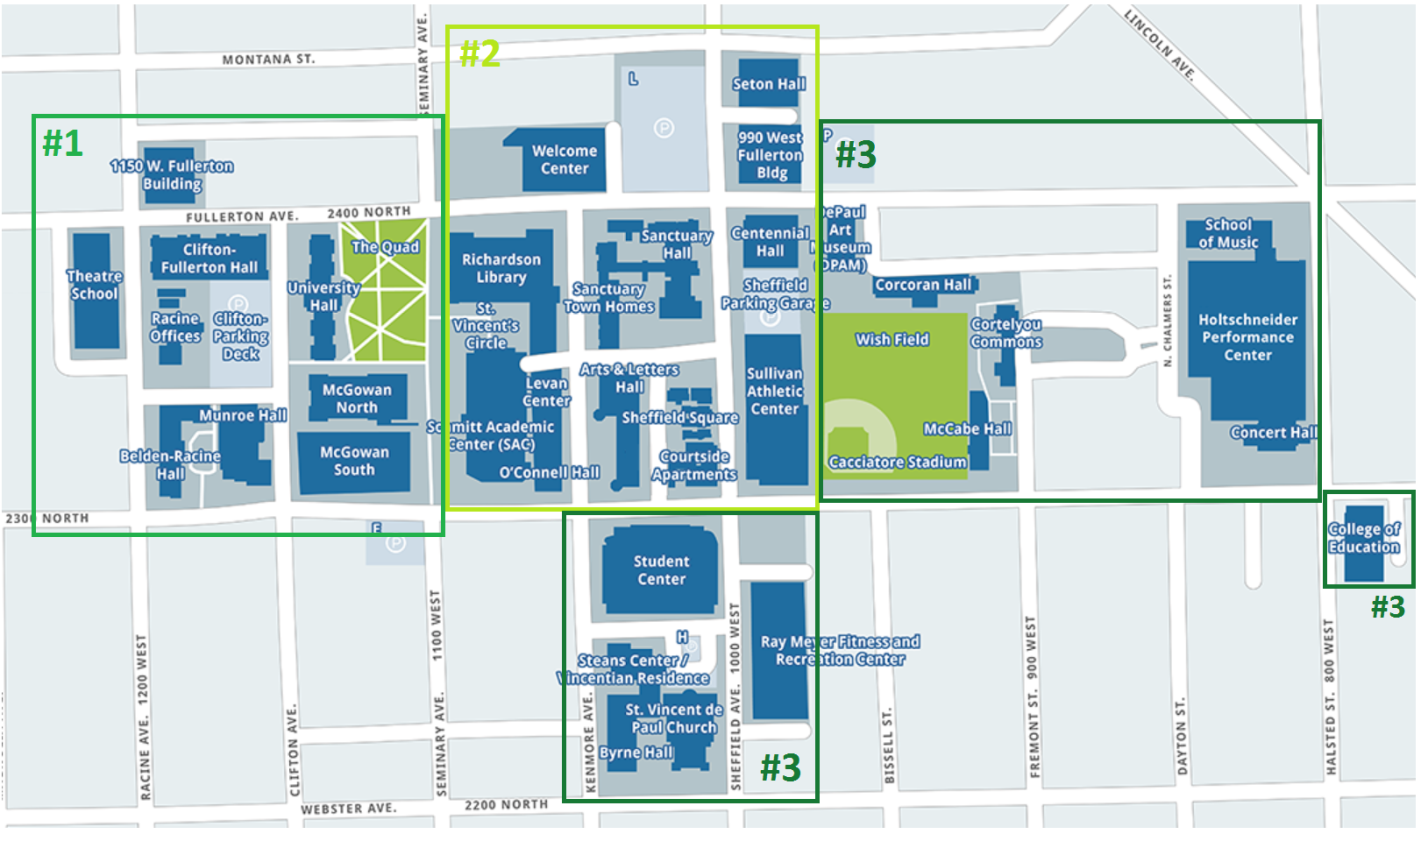 MONTANA ST.
SEMINARY AVE.
LINCOLN AVE.
#2
L
P
Seton Hall
#1
1150 W. Fullerton
Building
Welcome
Center
990 West
Fullerton
Bldg
P
#3
FULLERTON AVE.
2400 NORTH
Theatre
School
Clifton-
Fullerton Hall
The Quad
University
Hall
Racine
Offices
P
Clifton-
Parking
Deck
Richardson
Library
St.
Vincent's
Circle
Sanctuary
Hall
Sanctuary
Town Homes
Centennial
Hall
Sheffield
Parking Garage
P
DePaul
Art
Museum
(DPAM)
Corcoran Hall
Wish Field
Cortelyou
Commons
N. CHALMERS ST.
School
of Music
Holtschneider
Performance
Center
McGowan
North
Munroe Hall
Belden-Racine
Hall
McGowan
South
Levan
Center
Schmitt Academic
Center (SAC)
O'Connell Hall
Arts & Letters
Hall
Sheffield Square
Courtside
Apartments
Sullivan
Athletic
Center
McCabe Hall
Cacciatore Stadium
Concert Hall
2300 NORTH
E
P
Student
Center
College of
Education
#3
H
Steans Center /
Vincentian Residence
St. Vincent de
Paul Church
Byrne Hall
Ray Meyer Fitness and
Recreation Center
#3
RACINE AVE. 1200 WEST
CLIFTON AVE.
SEMINARY AVE. 1100 WEST
KENMORE AVE.
SHEFFIELD AVE. 1000 WEST
BISSELL ST.
FREMONT ST. 900 WEST
DAYTON ST.
HALSTED ST. 800 WEST
WEBSTER AVE.
2200 NORTH